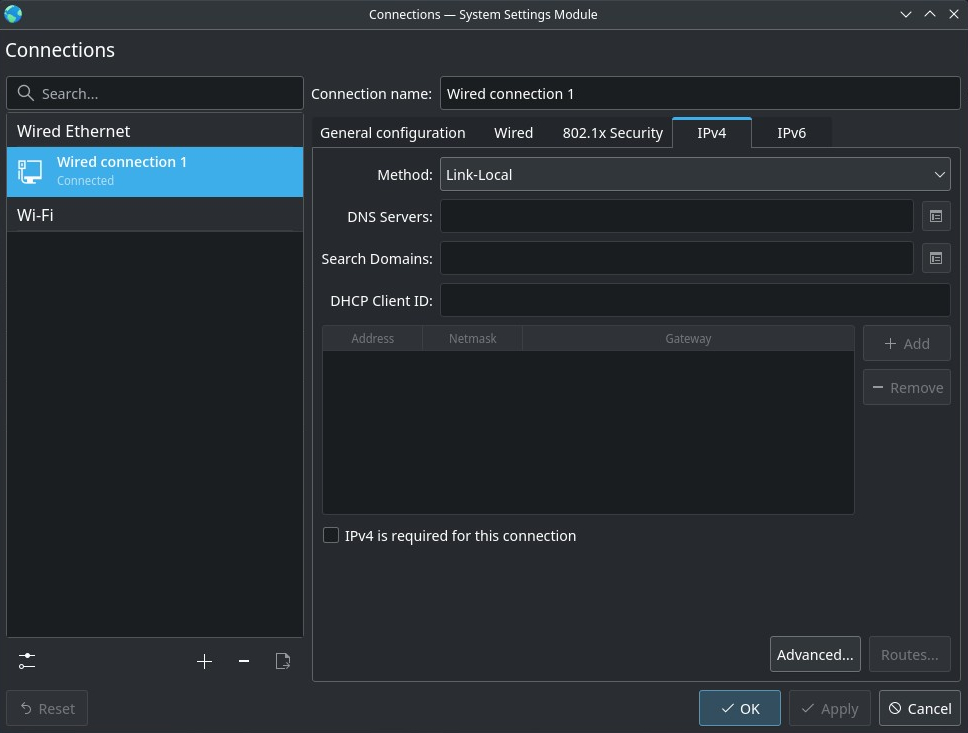 Connections — System Settings Module
Connections
Search...
Wired Ethernet
Wired connection 1
Connected
Wi-Fi
Connection name: Wired connection 1
General configuration Wired 802.1x Security IPv4 IPv6
Method: Link-Local
DNS Servers:
Search Domains:
DHCP Client ID:
Address Netmask Gateway
Add
Remove
IPv4 is required for this connection
Advanced... Routes...
Reset OK Apply Cancel